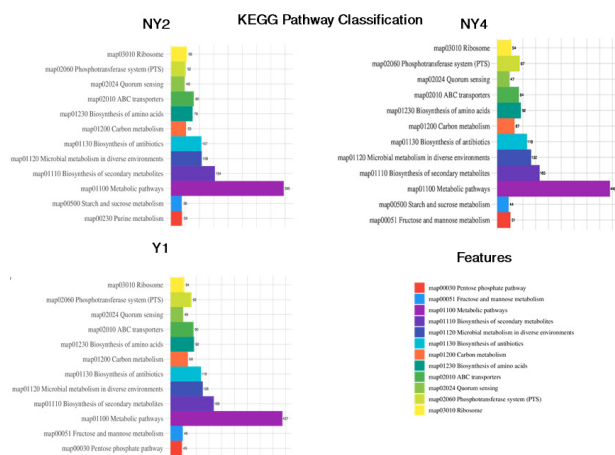 KEGG Pathway Classification
NY2
map03010 Ribosome
map02060 Phosphotransferase system (PTS)
map02024 Quorum sensing
map02010 ABC transporters
map01230 Biosynthesis of amino acids
map01200 Carbon metabolism
map01130 Biosynthesis of antibiotics
map01120 Microbial metabolism in diverse environments
map01110 Biosynthesis of secondary metabolites
map01100 Metabolic pathways
map00500 Starch and sucrose metabolism
map00230 Purine metabolism
NY4
map03010 Ribosome
map02060 Phosphotransferase system (PTS)
map02024 Quorum sensing
map02010 ABC transporters
map01230 Biosynthesis of amino acids
map01200 Carbon metabolism
map01130 Biosynthesis of antibiotics
map01120 Microbial metabolism in diverse environments
map01110 Biosynthesis of secondary metabolites
map01100 Metabolic pathways
map00500 Starch and sucrose metabolism
map00051 Fructose and mannose metabolism
Y1
map03010 Ribosome
map02060 Phosphotransferase system (PTS)
map02024 Quorum sensing
map02010 ABC transporters
map01230 Biosynthesis of amino acids
map01200 Carbon metabolism
map01130 Biosynthesis of antibiotics
map01120 Microbial metabolism in diverse environments
map01110 Biosynthesis of secondary metabolites
map01100 Metabolic pathways
map00051 Fructose and mannose metabolism
map00030 Pentose phosphate pathway
Features
map00030 Pentose phosphate pathway
map00051 Fructose and mannose metabolism
map01100 Metabolic pathways
map01110 Biosynthesis of secondary metabolites
map01120 Microbial metabolism in diverse environments
map01130 Biosynthesis of antibiotics
map01200 Carbon metabolism
map01230 Biosynthesis of amino acids
map02010 ABC transporters
map02024 Quorum sensing
map02060 Phosphotransferase system (PTS)
map03010 Ribosome